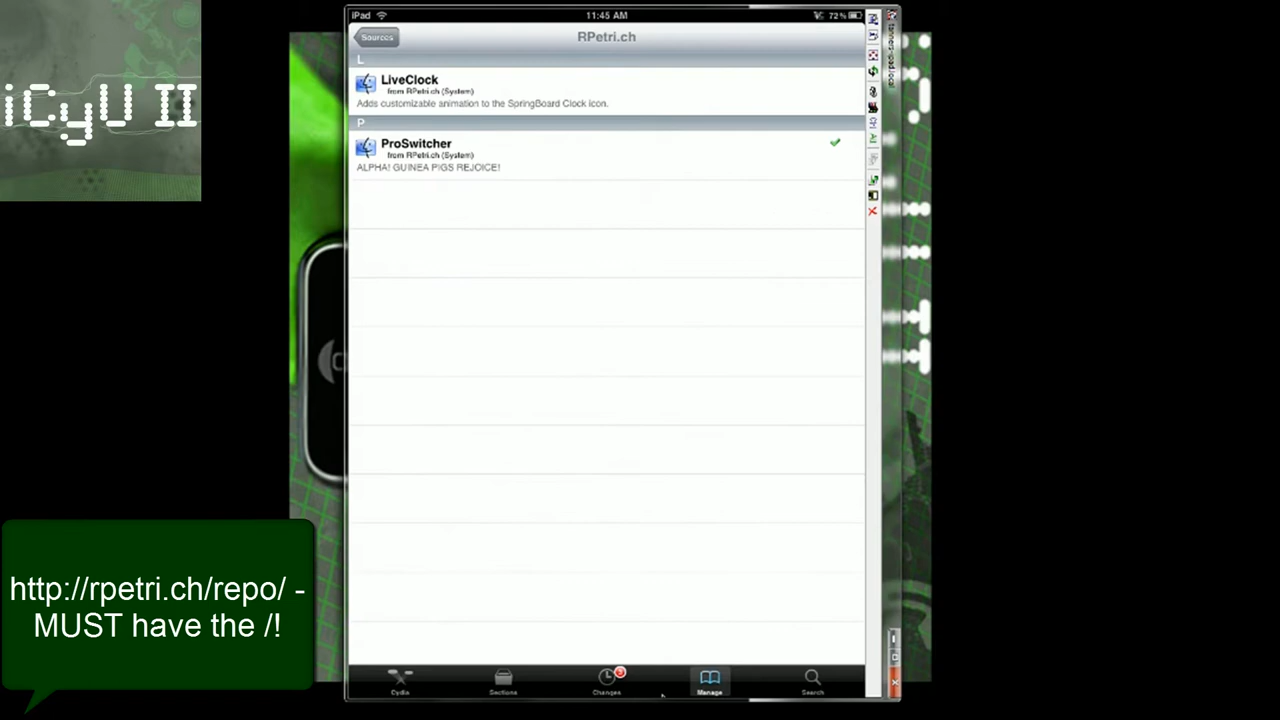 iCyU II
iPad
11:45 AM
72%
Sources
RPetri.ch
L
LiveClock
from RPetri.ch (System)
Adds customizable animation to the SpringBoard Clock icon.
P
ProSwitcher
from RPetri.ch (System)
ALPHA! GUINEA PIGS REJOICE!
http://rpetri.ch/repo/ -
MUST have the /!
Cydia
Sections
Changes
Manage
Search